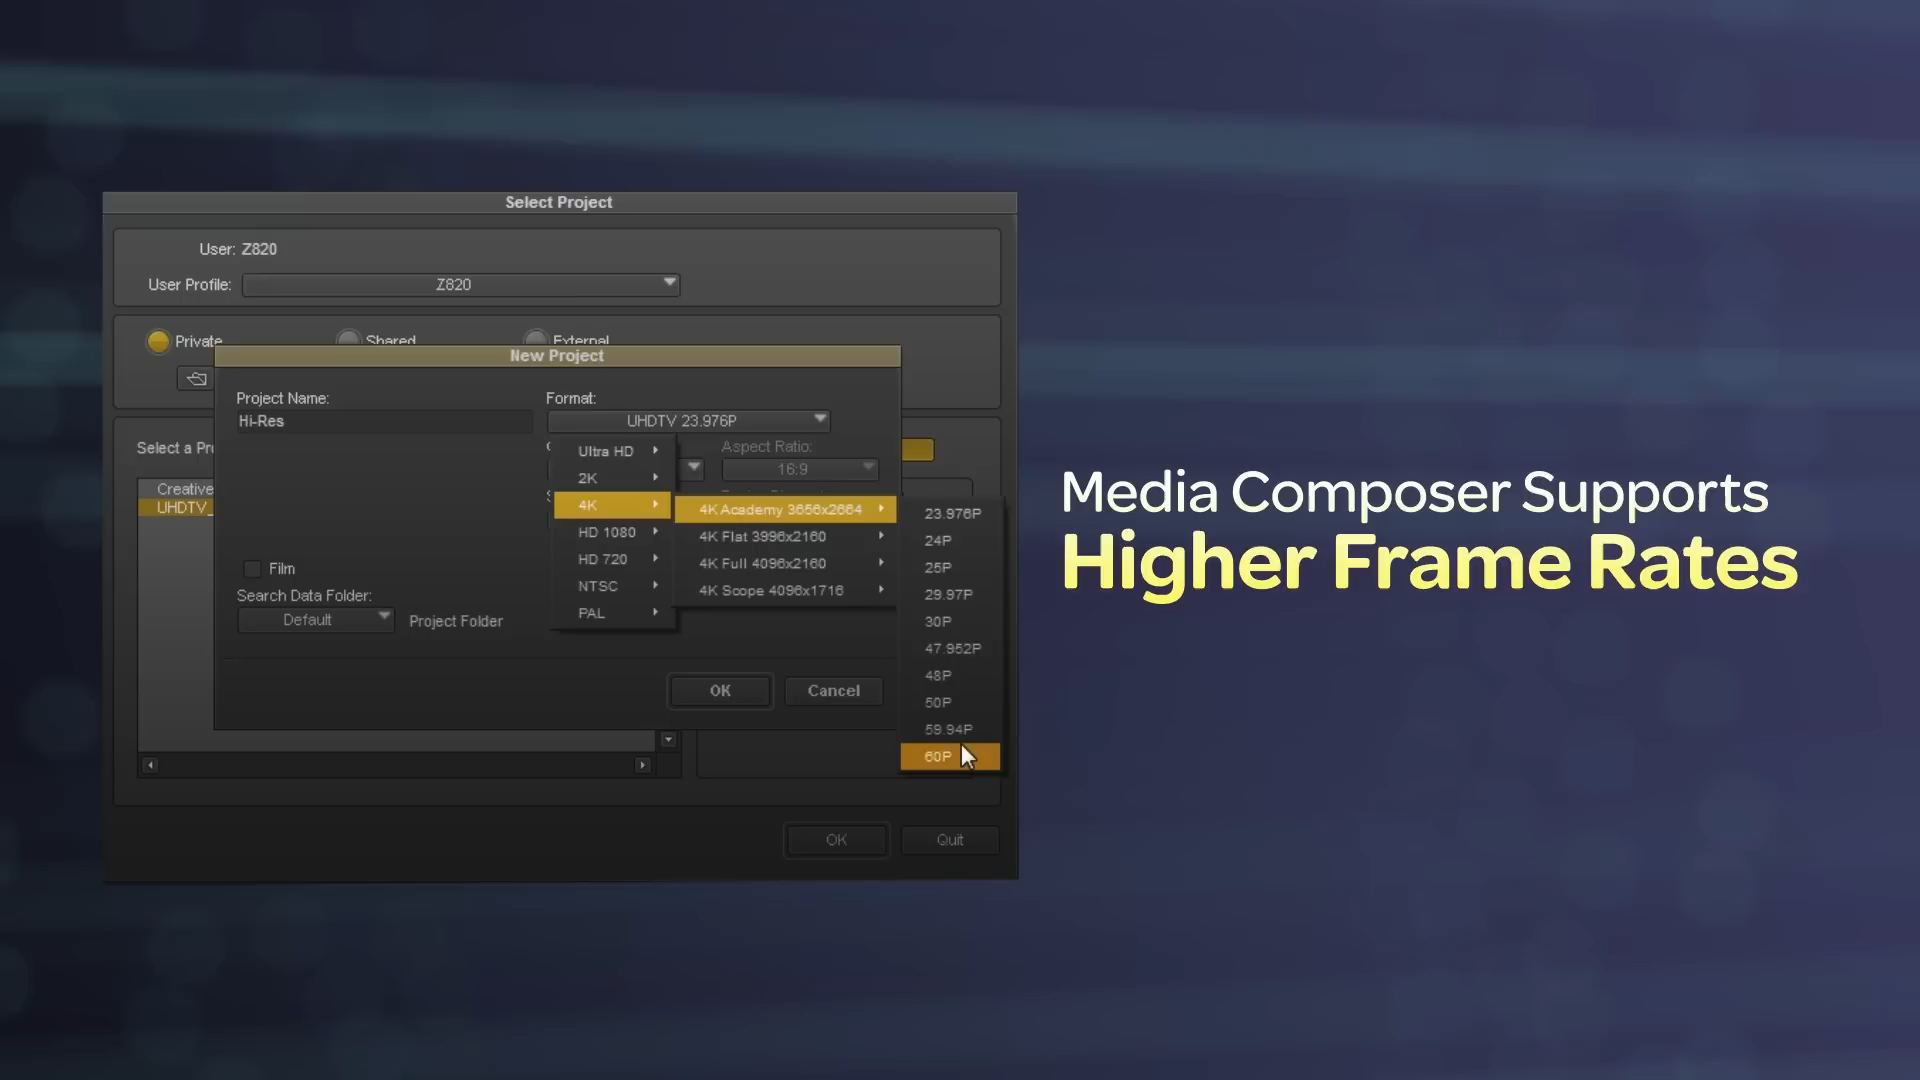 Select Project
User: Z820
User Profile: Z820
Private Shared External
New Project
Project Name: Format:
Hi-Res UHDTV 23.976P
Select a Pr
Aspect Ratio:
16:9
Creative
UHDTV_
Ultra HD
2K
4K
HD 1080
HD 720
NTSC
PAL
4K Academy 3656x2664
4K Flat 3996x2160
4K Full 4096x2160
4K Scope 4096x1716
23.976P
24P
25P
29.97P
30P
47.952P
48P
50P
59.94P
60P
Film
Search Data Folder:
Default Project Folder
OK Cancel
OK Quit
Media Composer Supports
Higher Frame Rates